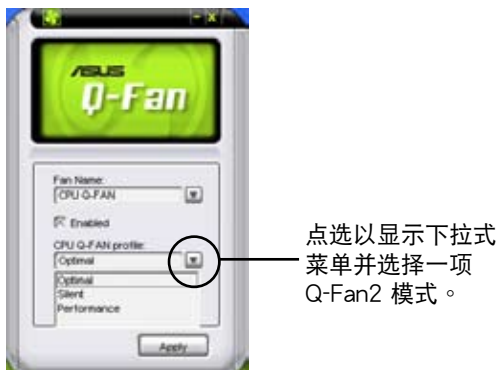 ASUS
Q-Fan
Fan Name:
CPU Q-FAN
Enabled
CPU Q-FAN profile:
Optimal
Optimal
Silent
Performance
Apply
点选以显示下拉式
菜单并选择一项
Q-Fan2 模式。